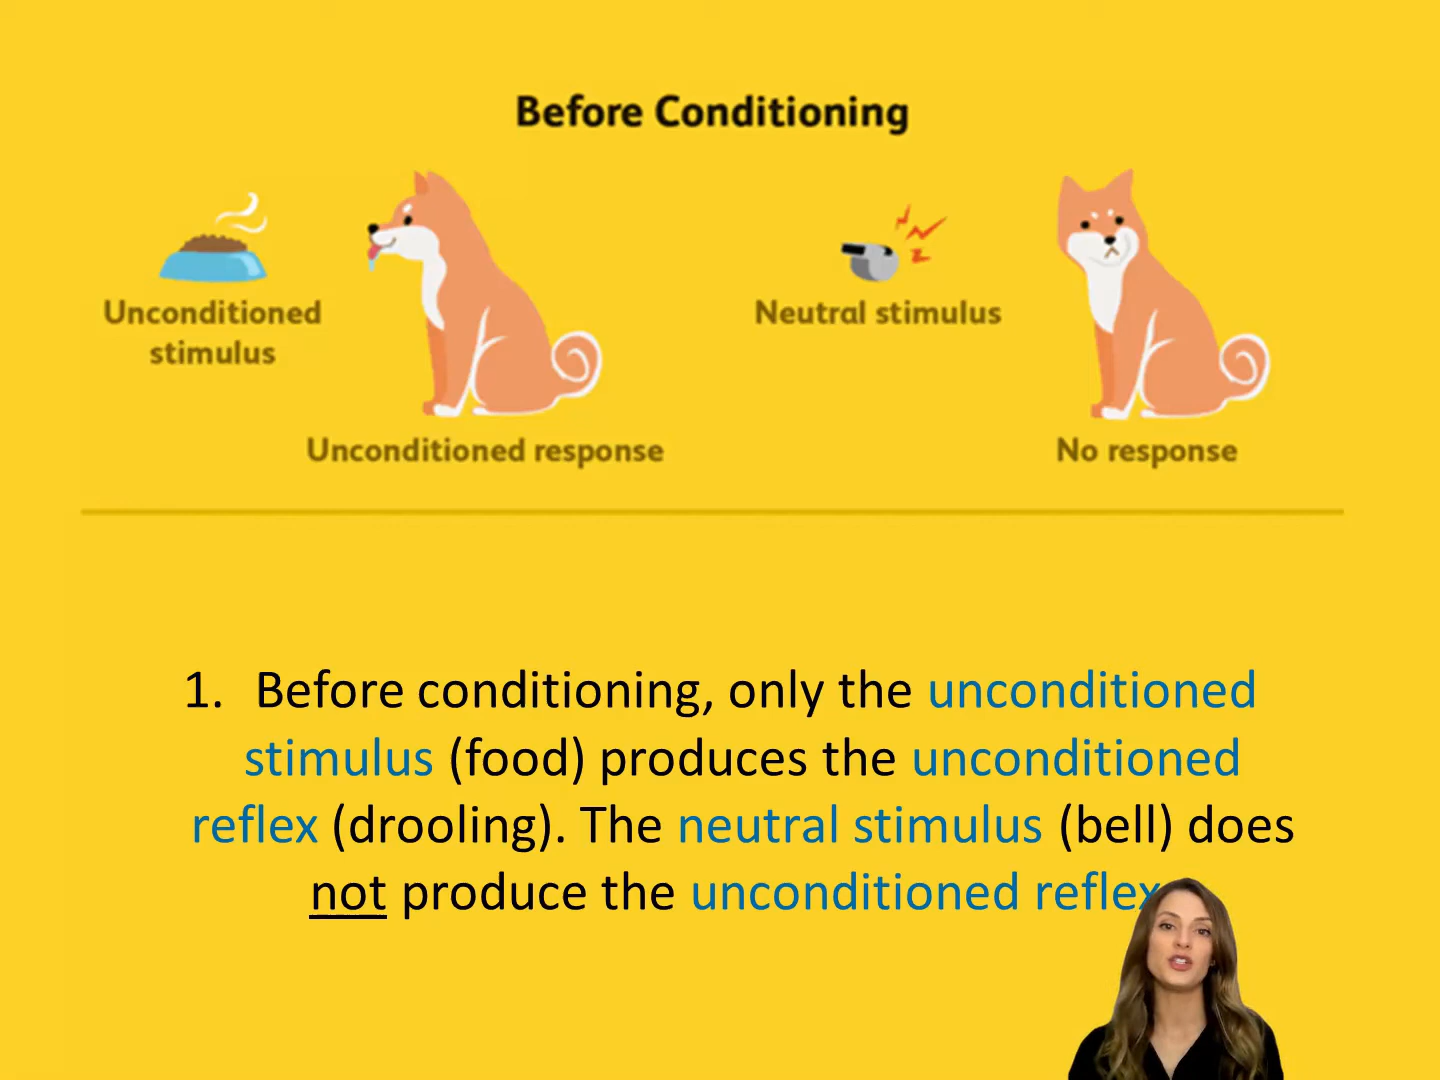 Before Conditioning
Unconditioned
stimulus
Neutral stimulus
Unconditioned response
No response
1. Before conditioning, only the unconditioned
stimulus (food) produces the unconditioned
reflex (drooling). The neutral stimulus (bell) does
not produce the unconditioned reflex